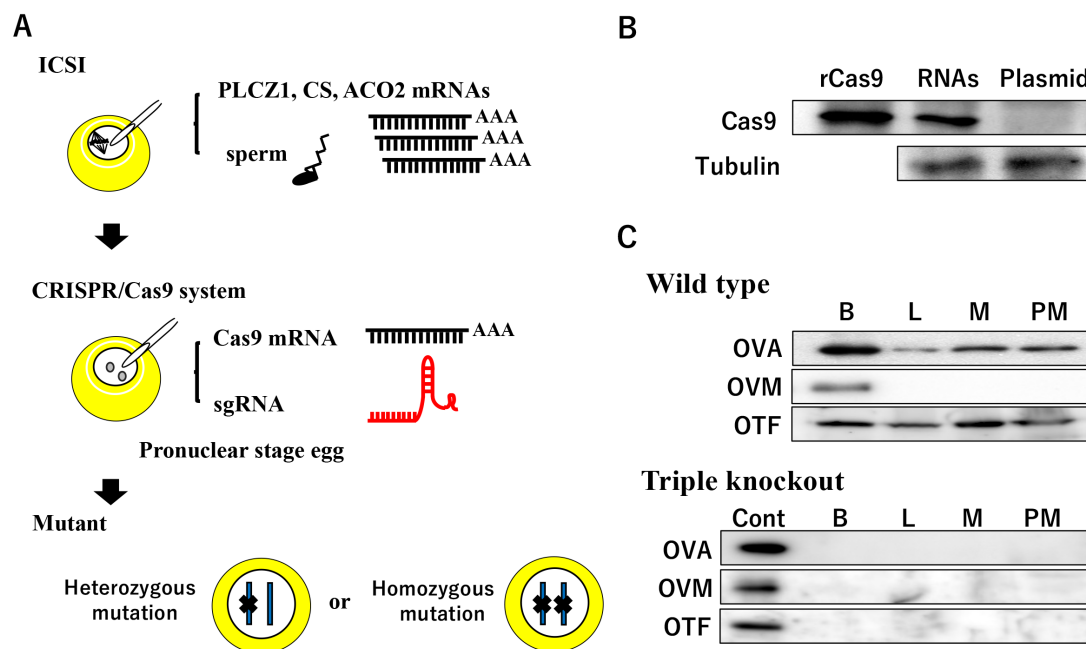 A
ICSI
PLCZ1, CS, ACO2 mRNAs
AAA
AAA
AAA
sperm
CRISPR/Cas9 system
Cas9 mRNA
AAA
sgRNA
Pronuclear stage egg
Mutant
Heterozygous
mutation
or
Homozygous
mutation
B
rCas9 RNAs Plasmid
Cas9
Tubulin
C
Wild type
B L M PM
OVA
OVM
OTF
Triple knockout
Cont B L M PM
OVA
OVM
OTF